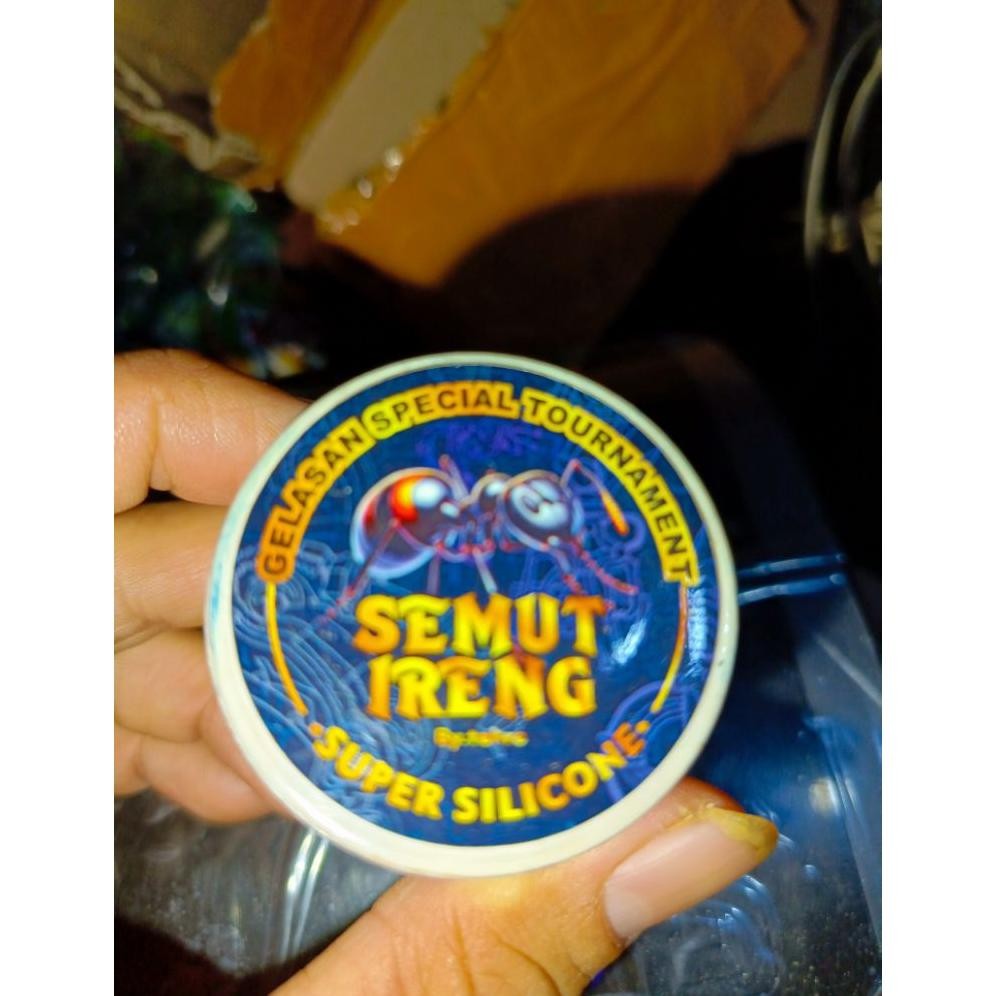 GELASAN SPECIAL TOURNAMENT
SEMUT
IRENG
SUPER SILICONE